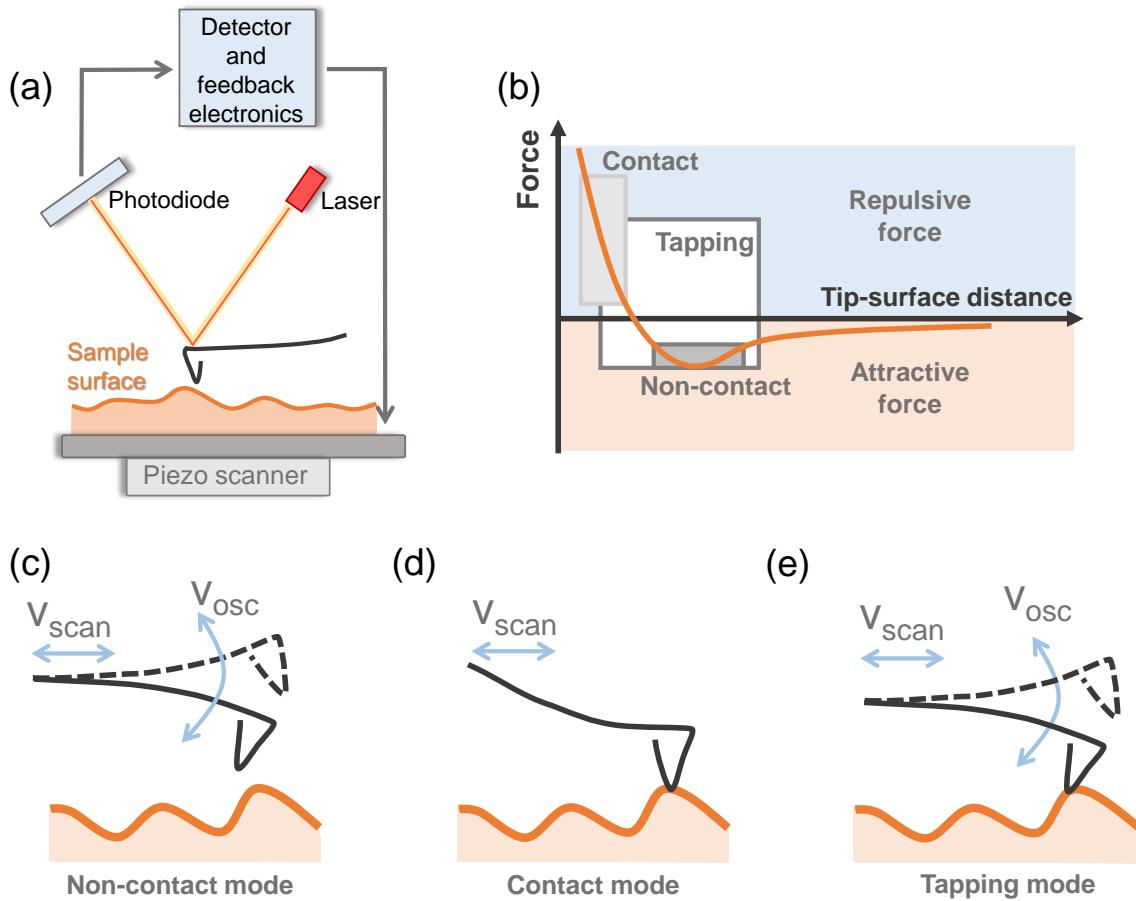 (a)
Detector
and
feedback
electronics
Photodiode
Laser
Sample
surface
Piezo scanner
(b)
Force
Contact
Tapping
Repulsive
force
Tip-surface distance
Non-contact
Attractive
force
(c)
Vscan
Vosc
Non-contact mode
(d)
Vscan
Contact mode
(e)
Vscan
Vosc
Tapping mode